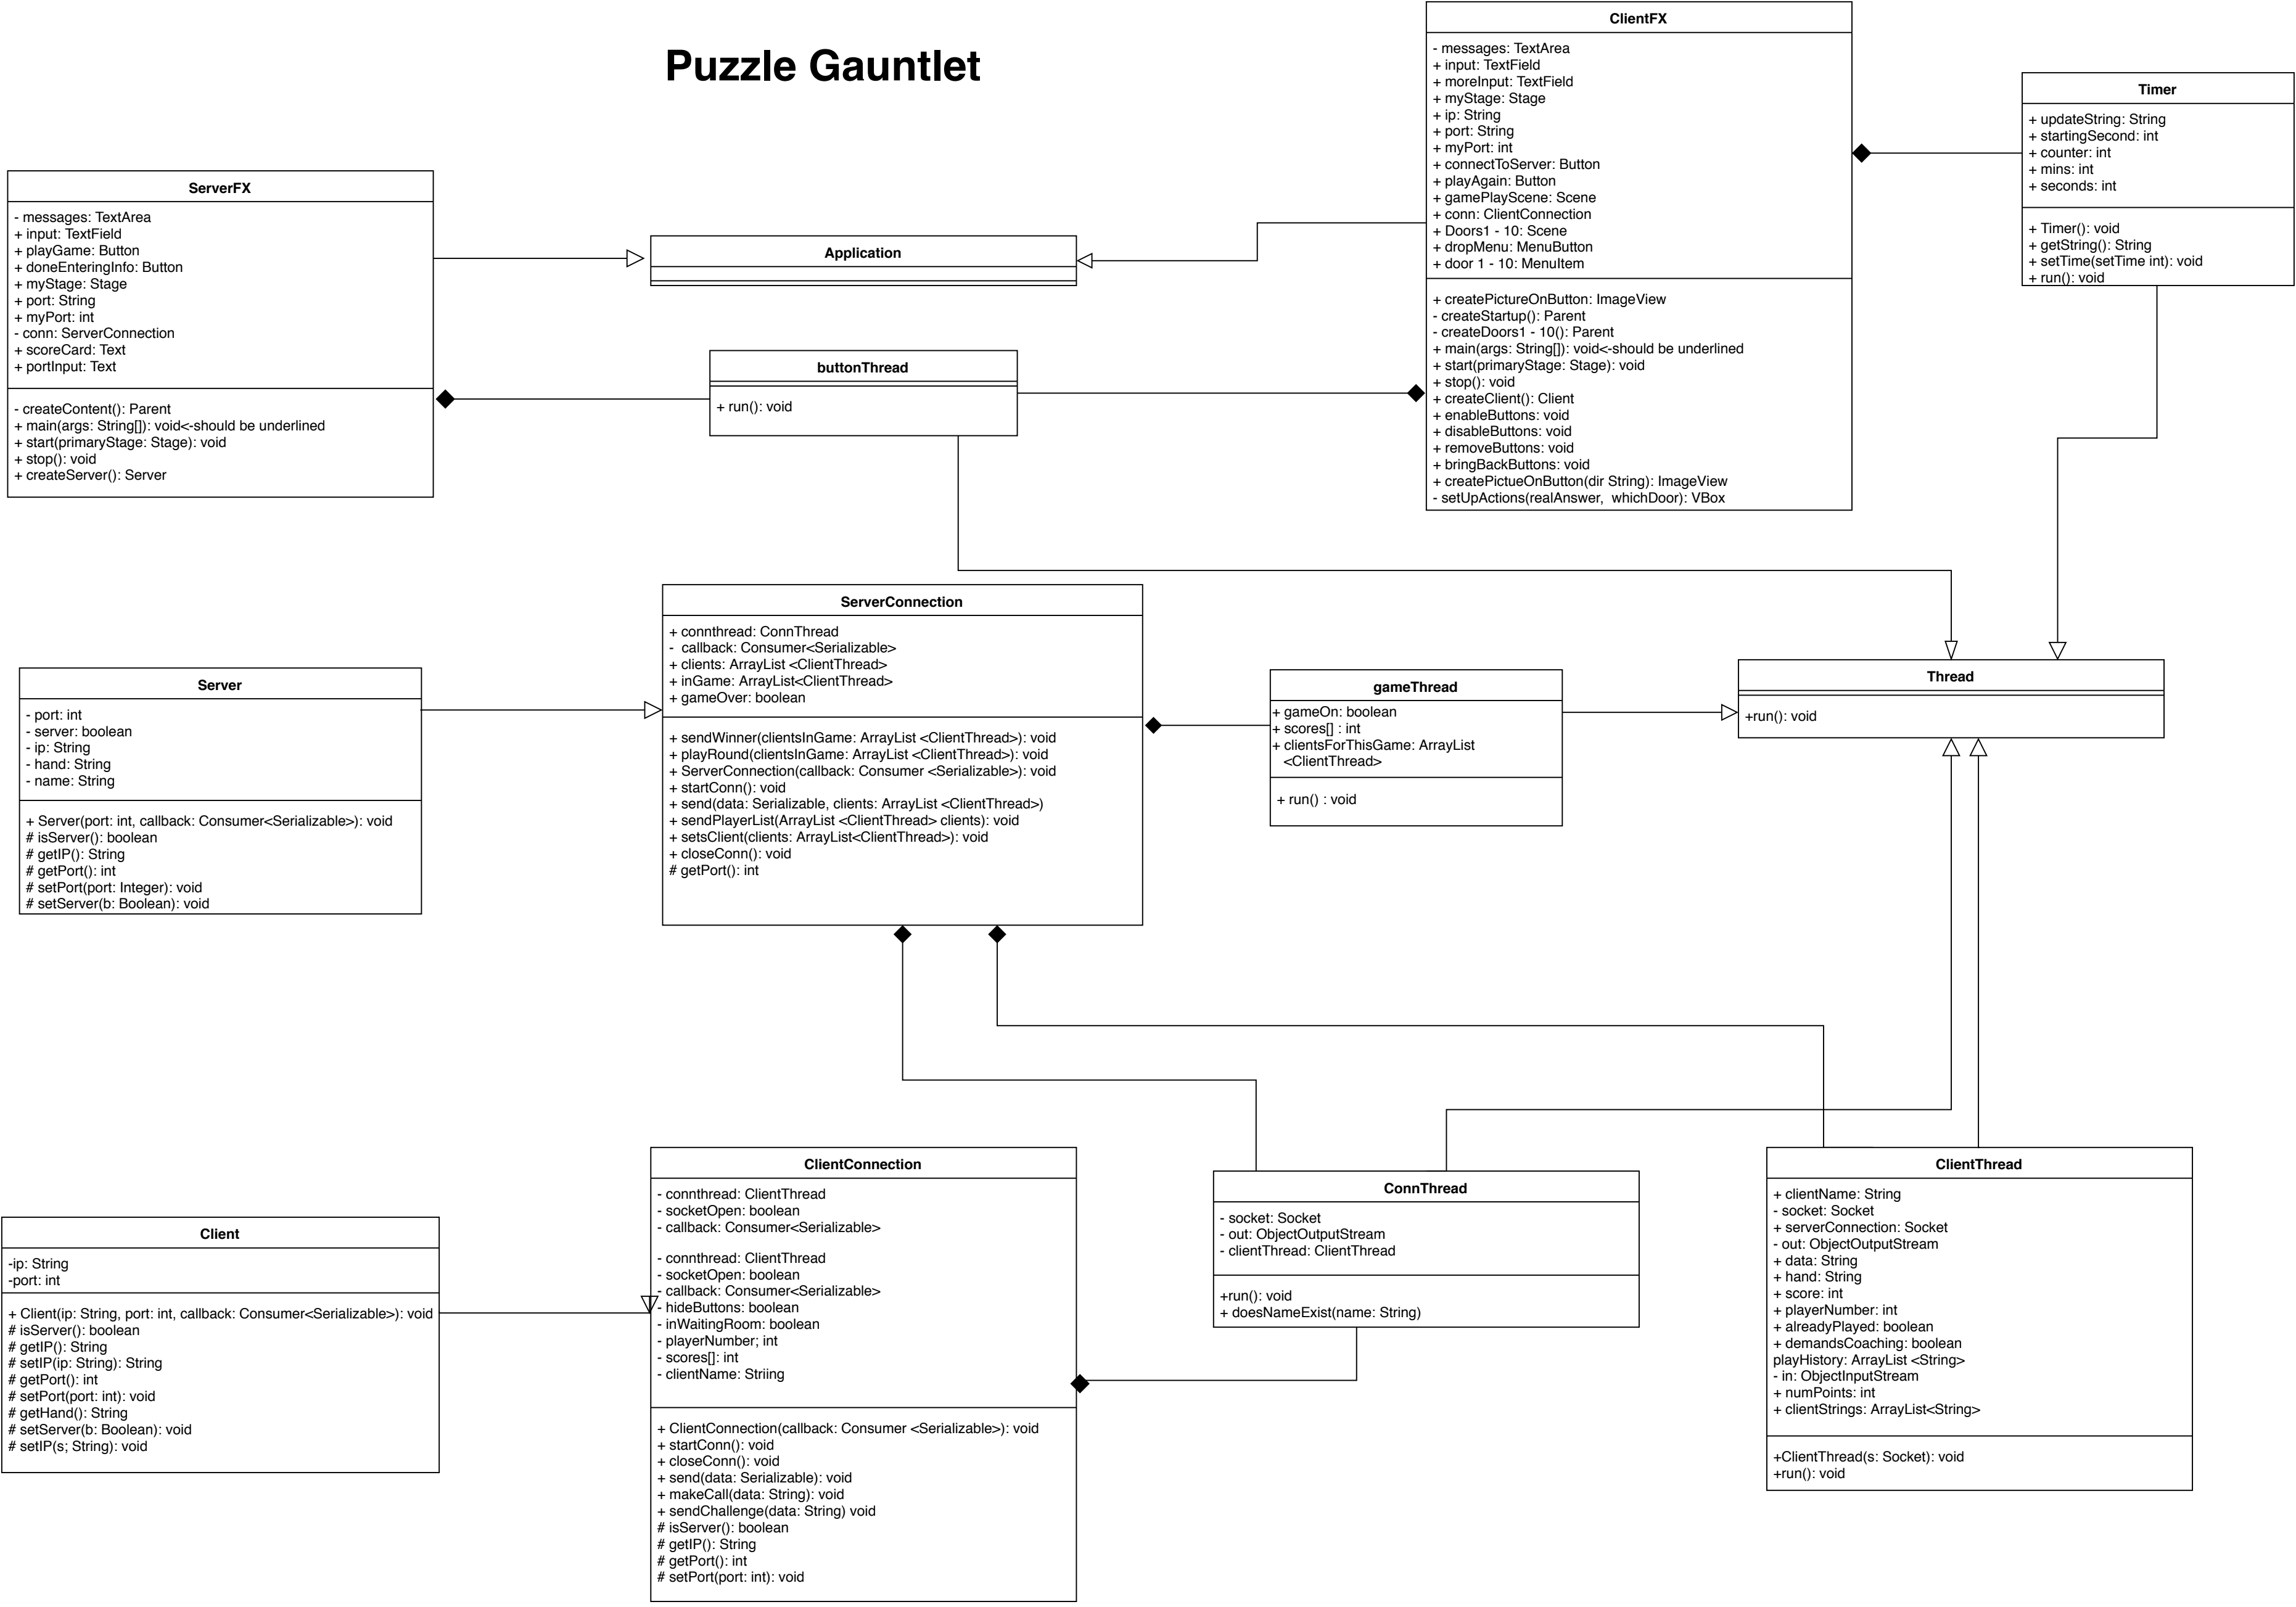 Puzzle Gauntlet
ClientFX
- messages: TextArea
+ input: TextField
+ moreInput: TextField
+ myStage: Stage
+ ip: String
+ port: String
+ myPort: int
+ connectToServer: Button
+ playAgain: Button
+ gamePlayScene: Scene
+ conn: ClientConnection
+ Doors1 - 10: Scene
+ dropMenu: MenuButton
+ door 1 - 10: MenuItem
+ createPictureOnButton: ImageView
- createStartup(): Parent
- createDoors1 - 10(): Parent
+ main(args: String[]): void<-should be underlined
+ start(primaryStage: Stage): void
+ stop(): void
+ createClient(): Client
+ enableButtons: void
+ disableButtons: void
+ removeButtons: void
+ bringBackButtons: void
+ createPictueOnButton(dir String): ImageView
- setUpActions(realAnswer,  whichDoor): VBox
Timer
+ updateString: String
+ startingSecond: int
+ counter: int
+ mins: int
+ seconds: int
+ Timer(): void
+ getString(): String
+ setTime(setTime int): void
+ run(): void
ServerFX
- messages: TextArea
+ input: TextField
+ playGame: Button
+ doneEnteringInfo: Button
+ myStage: Stage
+ port: String
+ myPort: int
- conn: ServerConnection
+ scoreCard: Text
+ portInput: Text
- createContent(): Parent
+ main(args: String[]): void<-should be underlined
+ start(primaryStage: Stage): void
+ stop(): void
+ createServer(): Server
Application
buttonThread
+ run(): void
ServerConnection
+ connthread: ConnThread
-  callback: Consumer<Serializable>
+ clients: ArrayList <ClientThread>
+ inGame: ArrayList<ClientThread>
+ gameOver: boolean
+ sendWinner(clientsInGame: ArrayList <ClientThread>): void
+ playRound(clientsInGame: ArrayList <ClientThread>): void
+ ServerConnection(callback: Consumer <Serializable>): void
+ startConn(): void
+ send(data: Serializable, clients: ArrayList <ClientThread>)
+ sendPlayerList(ArrayList <ClientThread> clients): void
+ setsClient(clients: ArrayList<ClientThread>): void
+ closeConn(): void
# getPort(): int
Server
- port: int
- server: boolean
- ip: String
- hand: String
- name: String
+ Server(port: int, callback: Consumer<Serializable>): void
# isServer(): boolean
# getIP(): String
# getPort(): int
# setPort(port: Integer): void
# setServer(b: Boolean): void
gameThread
+ gameOn: boolean
+ scores[] : int
+ clientsForThisGame: ArrayList
<ClientThread>
+ run() : void
Thread
+run(): void
ClientConnection
- connthread: ClientThread
- socketOpen: boolean
- callback: Consumer<Serializable>
- connthread: ClientThread
- socketOpen: boolean
- callback: Consumer<Serializable>
- hideButtons: boolean
- inWaitingRoom: boolean
- playerNumber; int
- scores[]: int
- clientName: Striing
+ ClientConnection(callback: Consumer <Serializable>): void
+ startConn(): void
+ closeConn(): void
+ send(data: Serializable): void
+ makeCall(data: String): void
+ sendChallenge(data: String) void
# isServer(): boolean
# getIP(): String
# getPort(): int
# setPort(port: int): void
Client
-ip: String
-port: int
+ Client(ip: String, port: int, callback: Consumer<Serializable>): void
# isServer(): boolean
# getIP(): String
# setIP(ip: String): String
# getPort(): int
# setPort(port: int): void
# getHand(): String
# setServer(b: Boolean): void
# setIP(s; String): void
ConnThread
- socket: Socket
- out: ObjectOutputStream
- clientThread: ClientThread
+run(): void
+ doesNameExist(name: String)
ClientThread
+ clientName: String
- socket: Socket
+ serverConnection: Socket
- out: ObjectOutputStream
+ data: String
+ hand: String
+ score: int
+ playerNumber: int
+ alreadyPlayed: boolean
+ demandsCoaching: boolean
playHistory: ArrayList <String>
- in: ObjectInputStream
+ numPoints: int
+ clientStrings: ArrayList<String>
+ClientThread(s: Socket): void
+run(): void